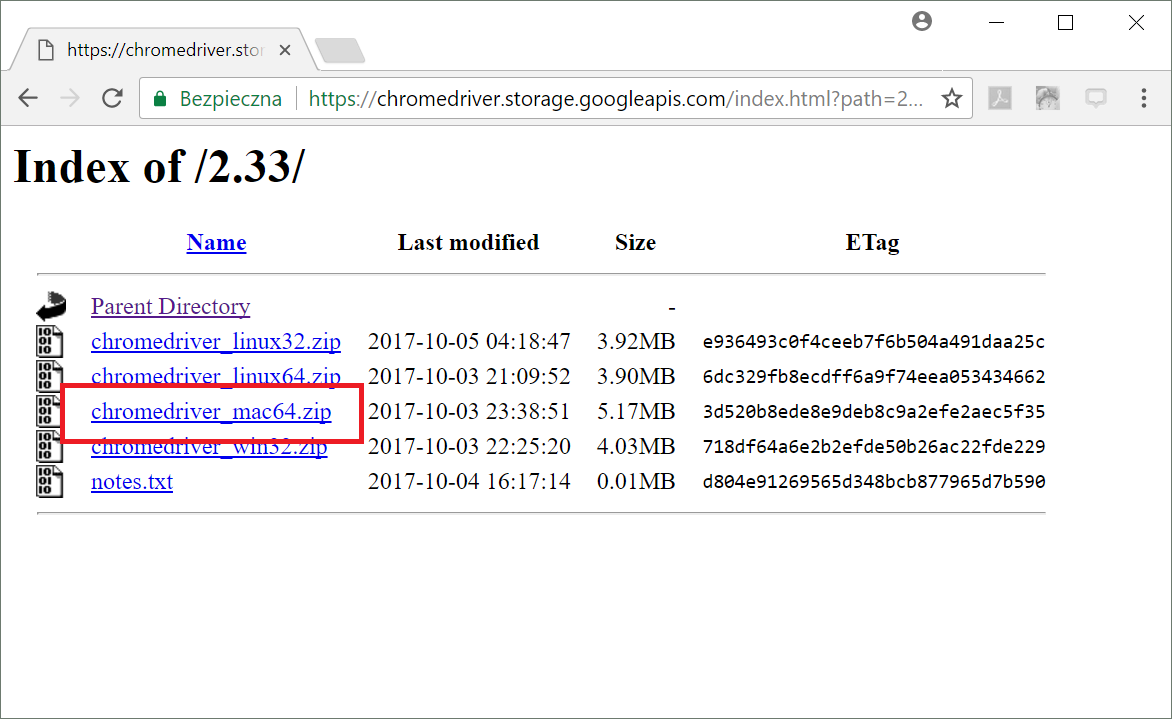 https://chromedriver.stor
Bezpieczna https://chromedriver.storage.googleapis.com/index.html?path=2...
Index of /2.33/
Name Last modified Size ETag
Parent Directory -
chromedriver_linux32.zip 2017-10-05 04:18:47 3.92MB e936493c0f4ceeb7f6b504a491daa25c
chromedriver_linux64.zip 2017-10-03 21:09:52 3.90MB 6dc329fb8ecdff6a9f74eea053434662
chromedriver_mac64.zip 2017-10-03 23:38:51 5.17MB 3d520b8ede8e9deb8c9a2efe2aec5f35
chromedriver_win32.zip 2017-10-03 22:25:20 4.03MB 718df64a6e2b2efde50b26ac22fde229
notes.txt 2017-10-04 16:17:14 0.01MB d804e91269565d348bcb877965d7b590